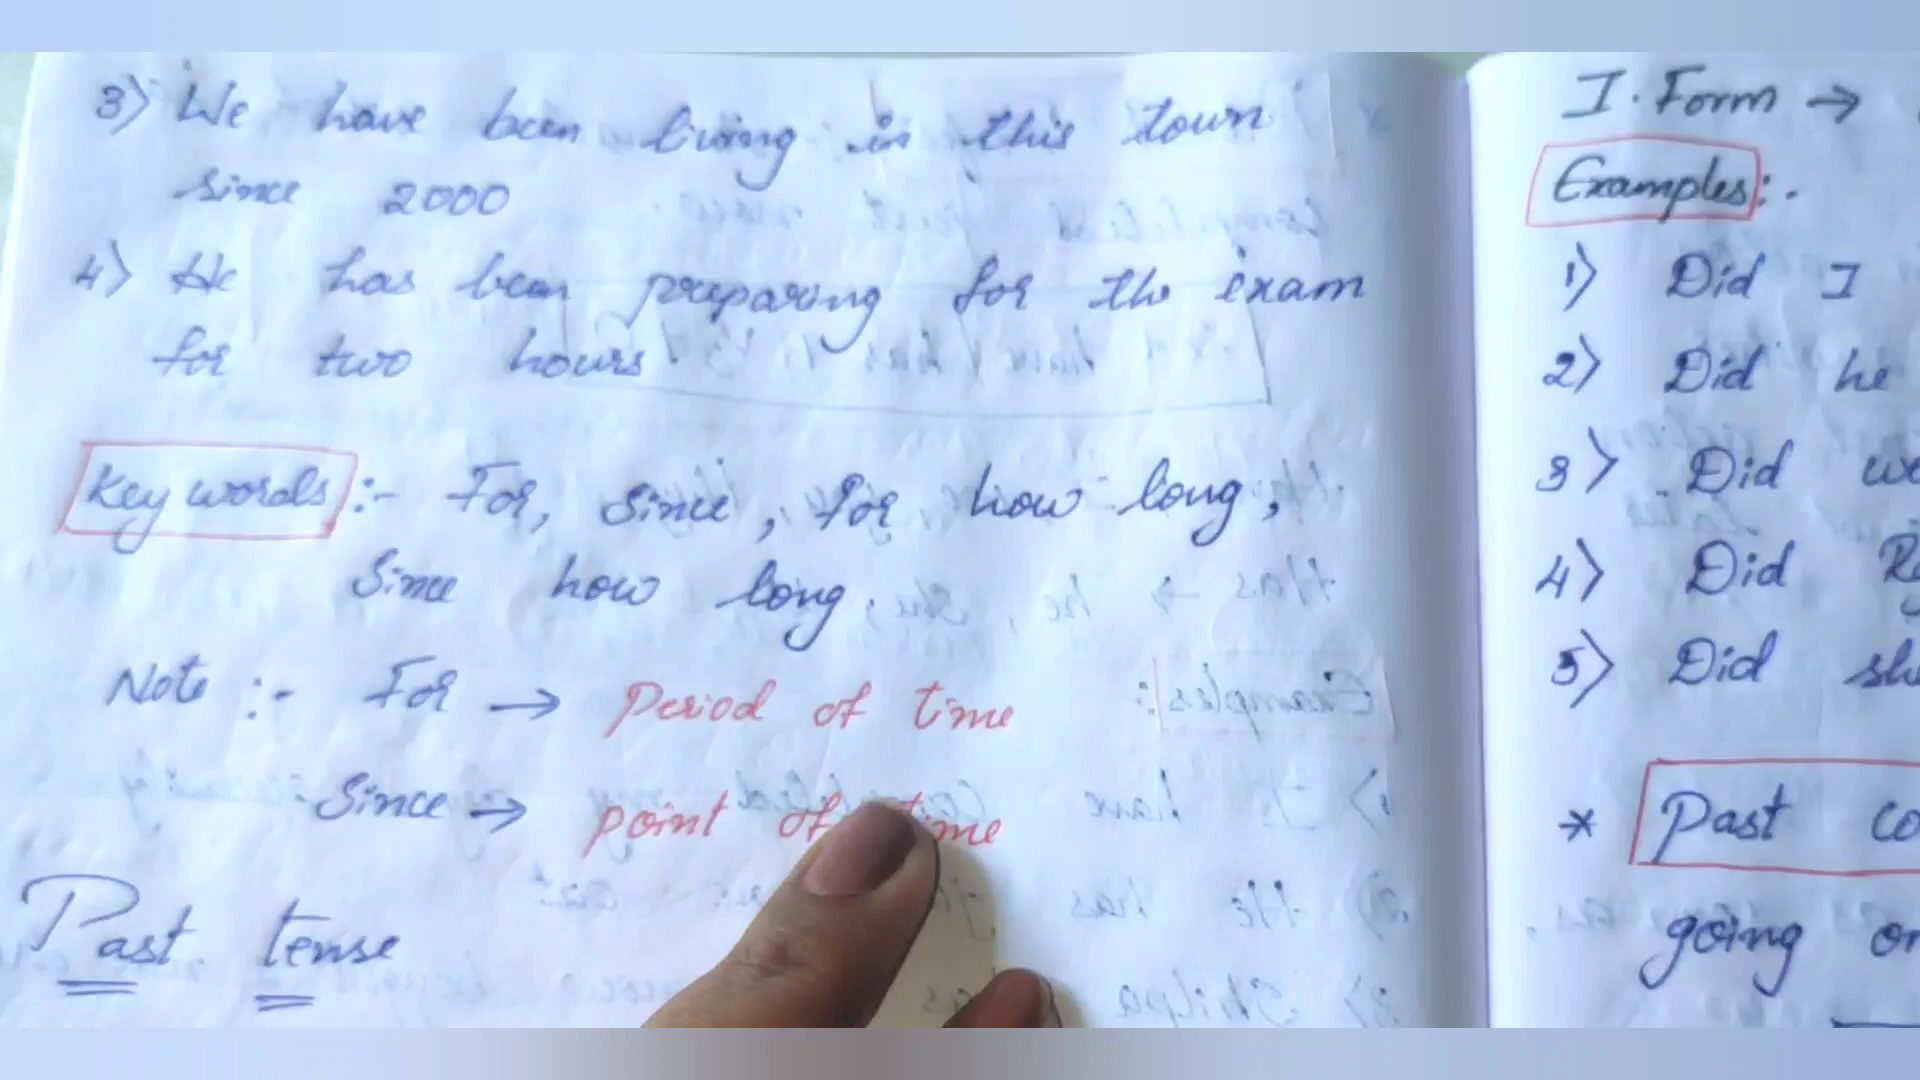 3) We have been living in this town
since 2000
4) He has been preparing for the exam
for two hours
Key words :- For, Since, for how long,
Since how long,
Note :- For → Period of time
Since → point of time
Past tense
I. Form →
Examples :-
1) Did I
2) Did he
3) Did we
4) Did
5) Did
* Past
going